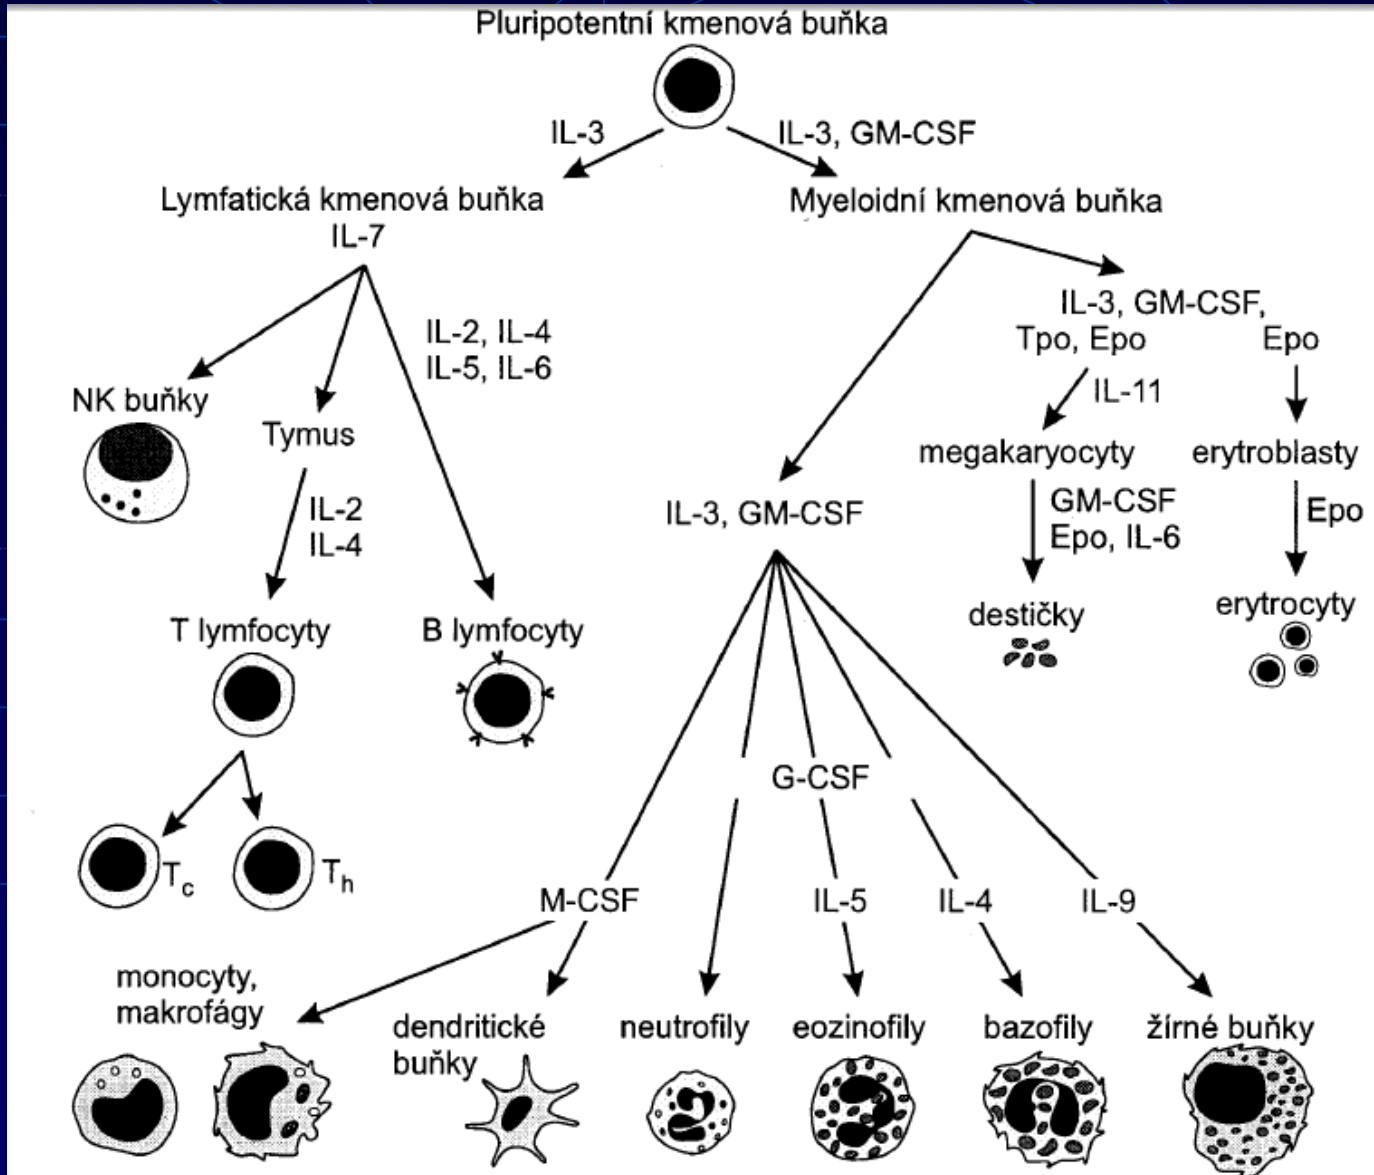 Pluripotentní kmenová buňka
IL-3
IL-3, GM-CSF
Lymfatická kmenová buňka
IL-7
Myeloidní kmenová buňka
IL-2, IL-4
IL-5, IL-6
NK buňky
Tymus
IL-2
IL-4
T lymfocyty
B lymfocyty
Tc
Th
IL-3, GM-CSF,
Tpo, Epo
Epo
IL-11
megakaryocyty
erytroblasty
GM-CSF
Epo, IL-6
Epo
destičky
erytrocyty
IL-3, GM-CSF
G-CSF
M-CSF
IL-5
IL-4
IL-9
monocyty,
makrofágy
dendritické
buňky
neutrofily
eozinofily
bazofily
žírné buňky